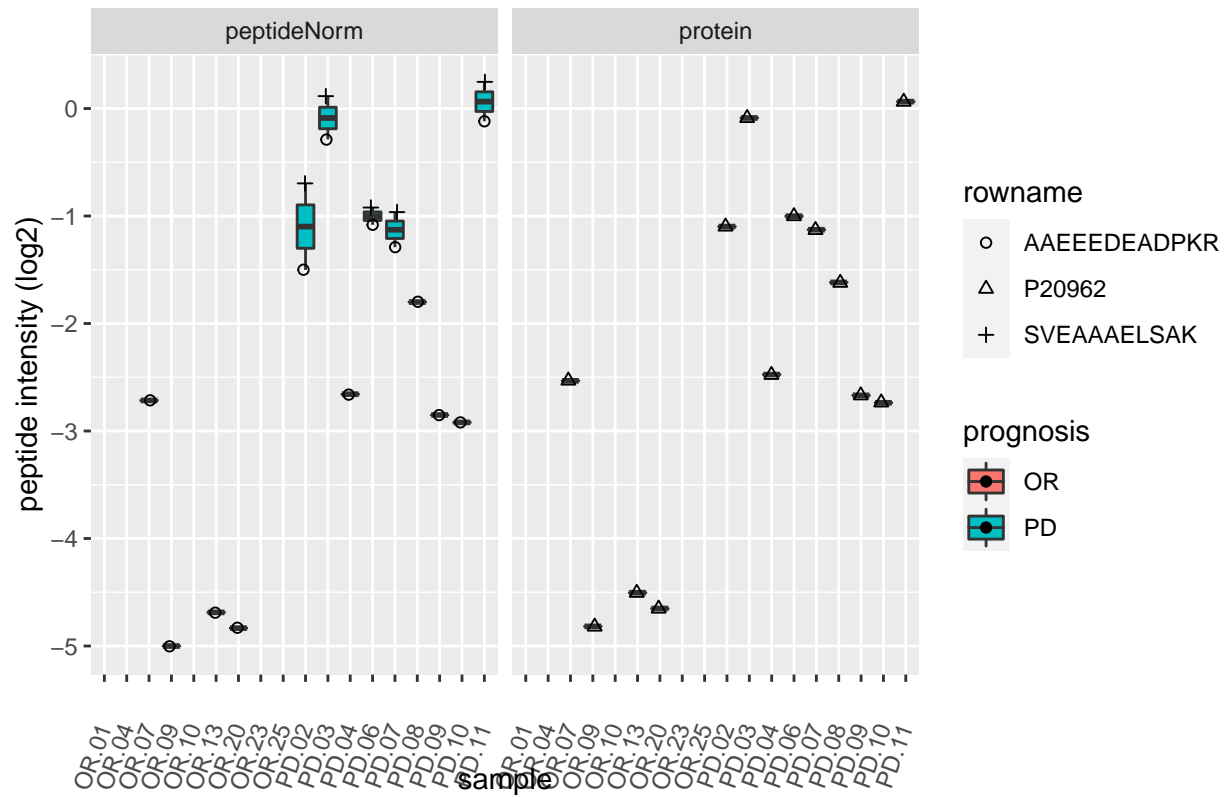 peptideNorm
protein
peptide intensity (log2)
0
−1
−2
−3
−4
−5
OR.01
OR.04
OR.07
OR.09
OR.10
OR.13
OR.20
OR.23
OR.25
PD.02
PD.03
PD.04
PD.06
PD.07
PD.08
PD.09
PD.10
PD.11
OR.01
OR.04
OR.07
OR.09
OR.10
OR.13
OR.20
OR.23
OR.25
PD.02
PD.03
PD.04
PD.06
PD.07
PD.08
PD.09
PD.10
PD.11
sample
rowname
AAEEEDEADPKR
P20962
SVEAAAELSAK
prognosis
OR
PD